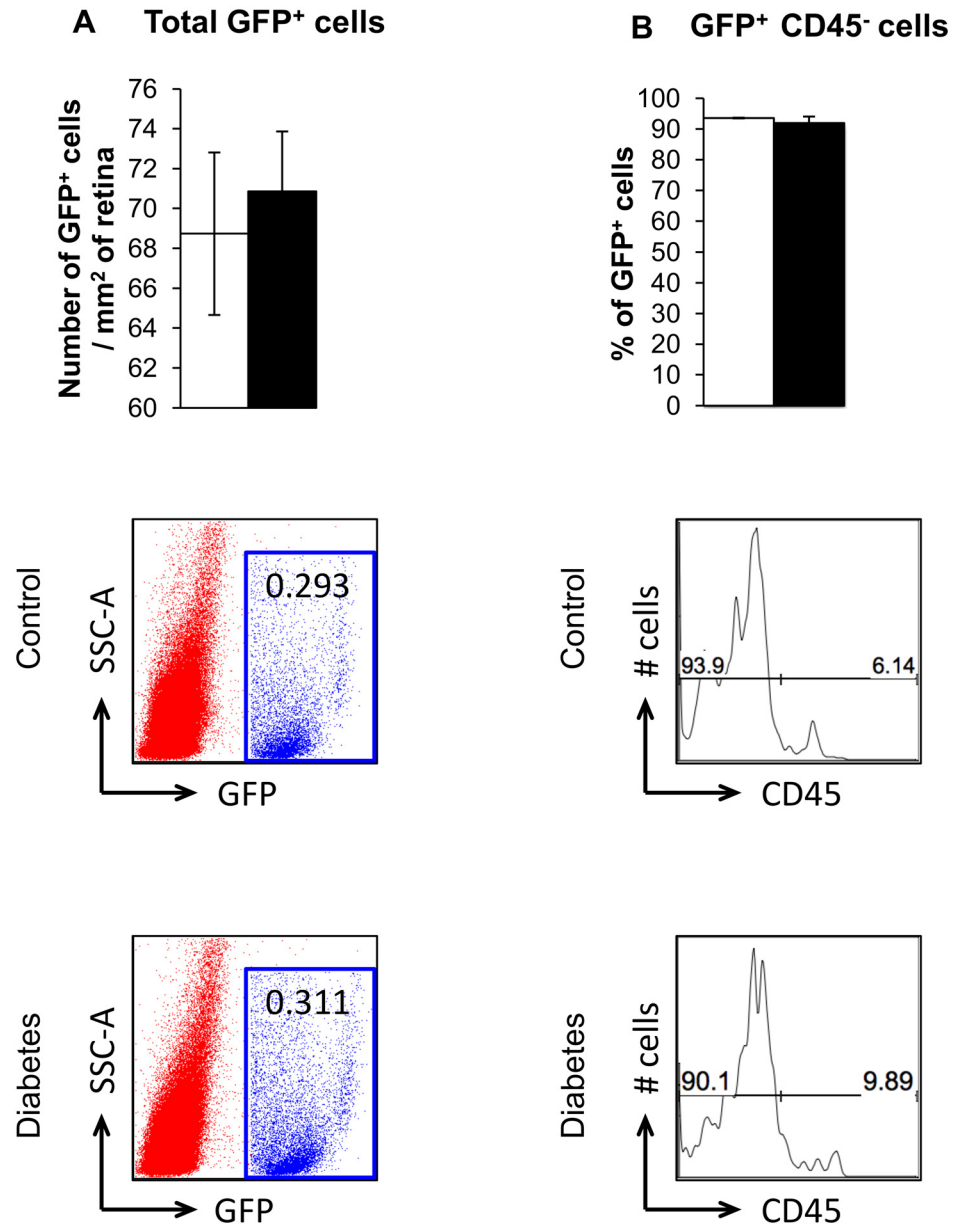 A Total GFP⁺ cells
Number of GFP⁺ cells
/ mm² of retina
76
74
72
70
68
66
64
62
60
B GFP⁺ CD45⁻ cells
% of GFP⁺ cells
100
90
80
70
60
50
40
30
20
10
0
Control
SSC-A
0.293
GFP
Control
# cells
93.9
6.14
CD45
Diabetes
SSC-A
0.311
GFP
Diabetes
# cells
90.1
9.89
CD45